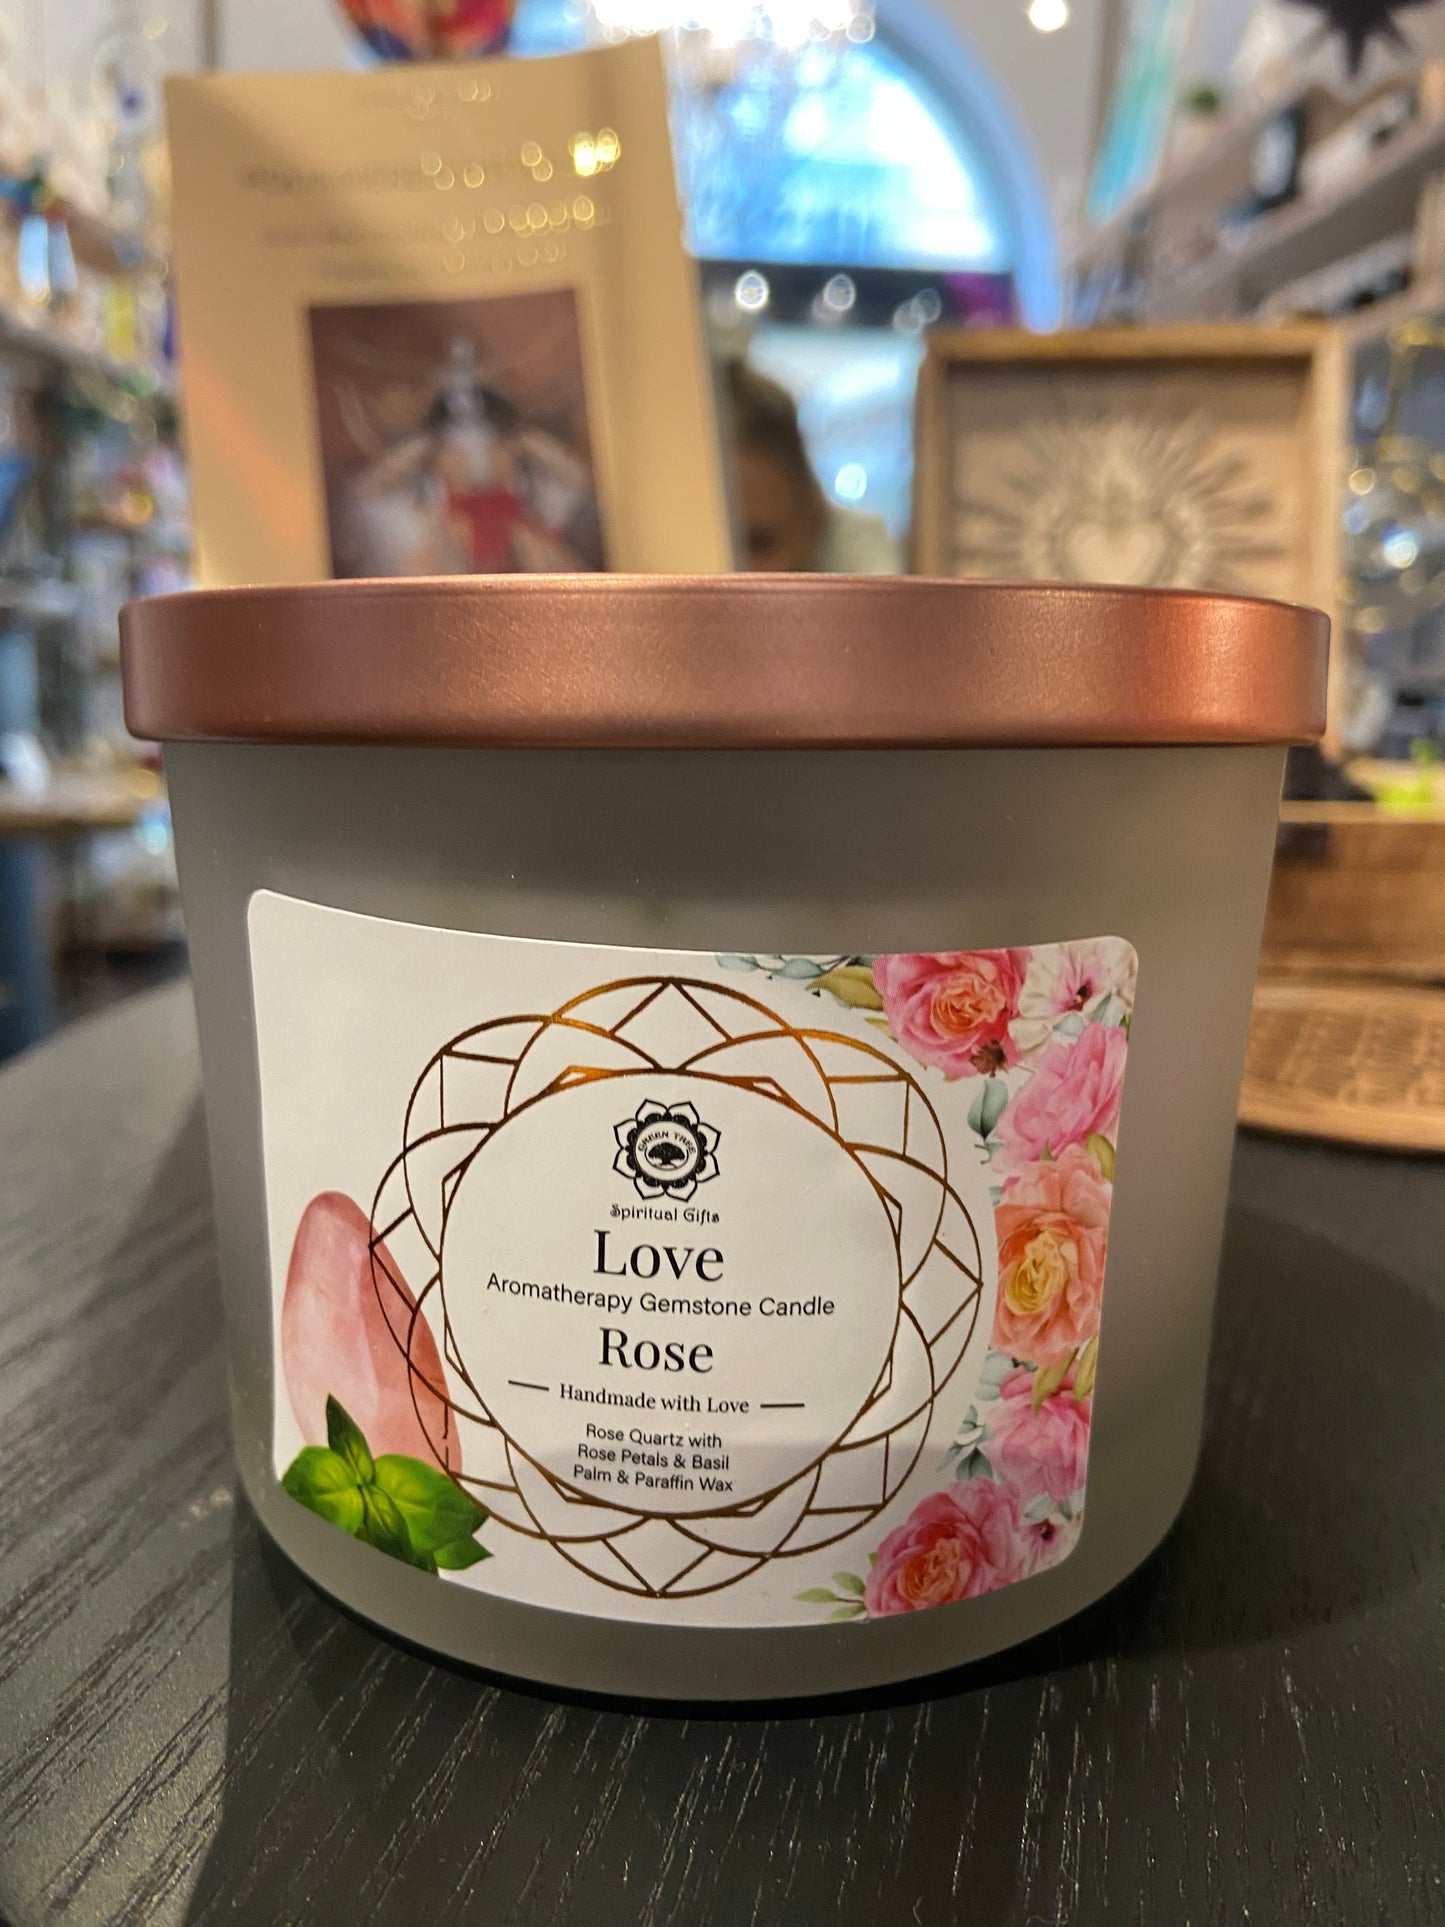 GREEN TREE
Spiritual Gifts
Love
Aromatherapy Gemstone Candle
Rose
Handmade with Love
Rose Quartz with
Rose Petals & Basil
Palm & Paraffin Wax